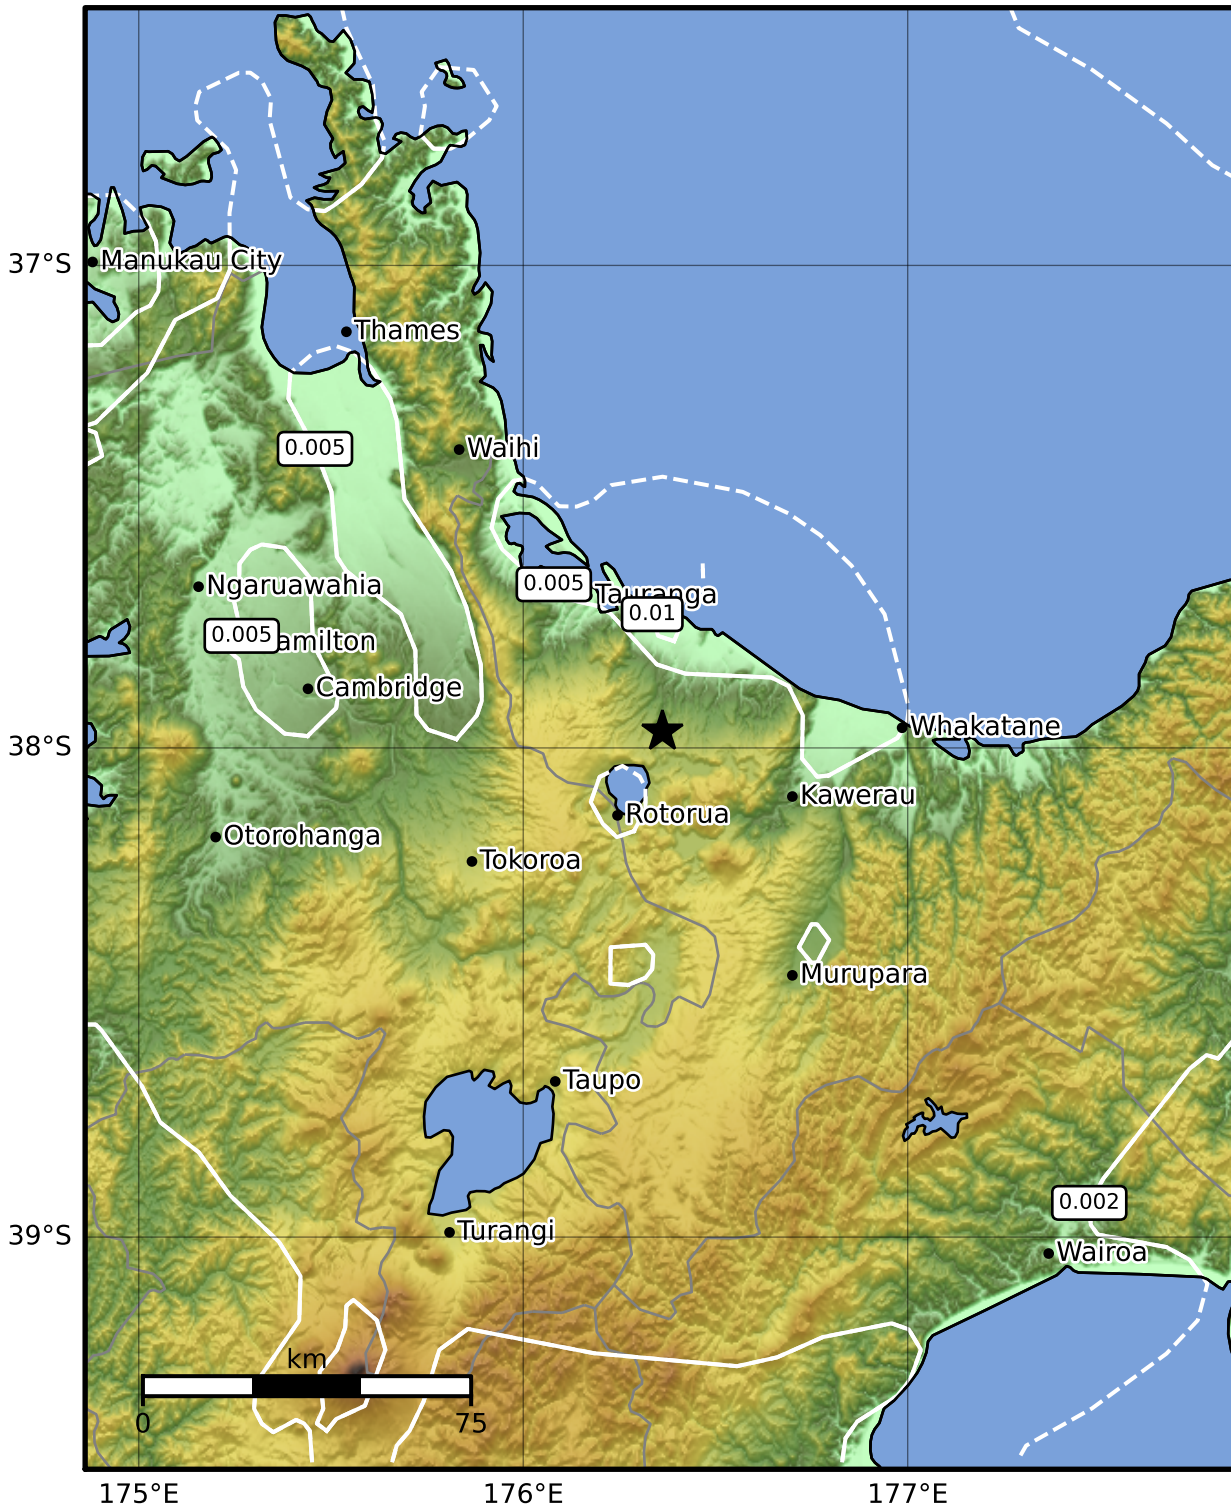 37°S
Manukau City
Thames
0.005
Waihi
Ngaruawahia
0.005
Tauranga
0.01
0.005
amilton
Cambridge
Whakatane
38°S
Kawerau
Rotorua
Otorohanga
Tokoroa
Murupara
Taupo
0.002
39°S
Turangi
Wairoa
km
0
75
175°E
176°E
177°E